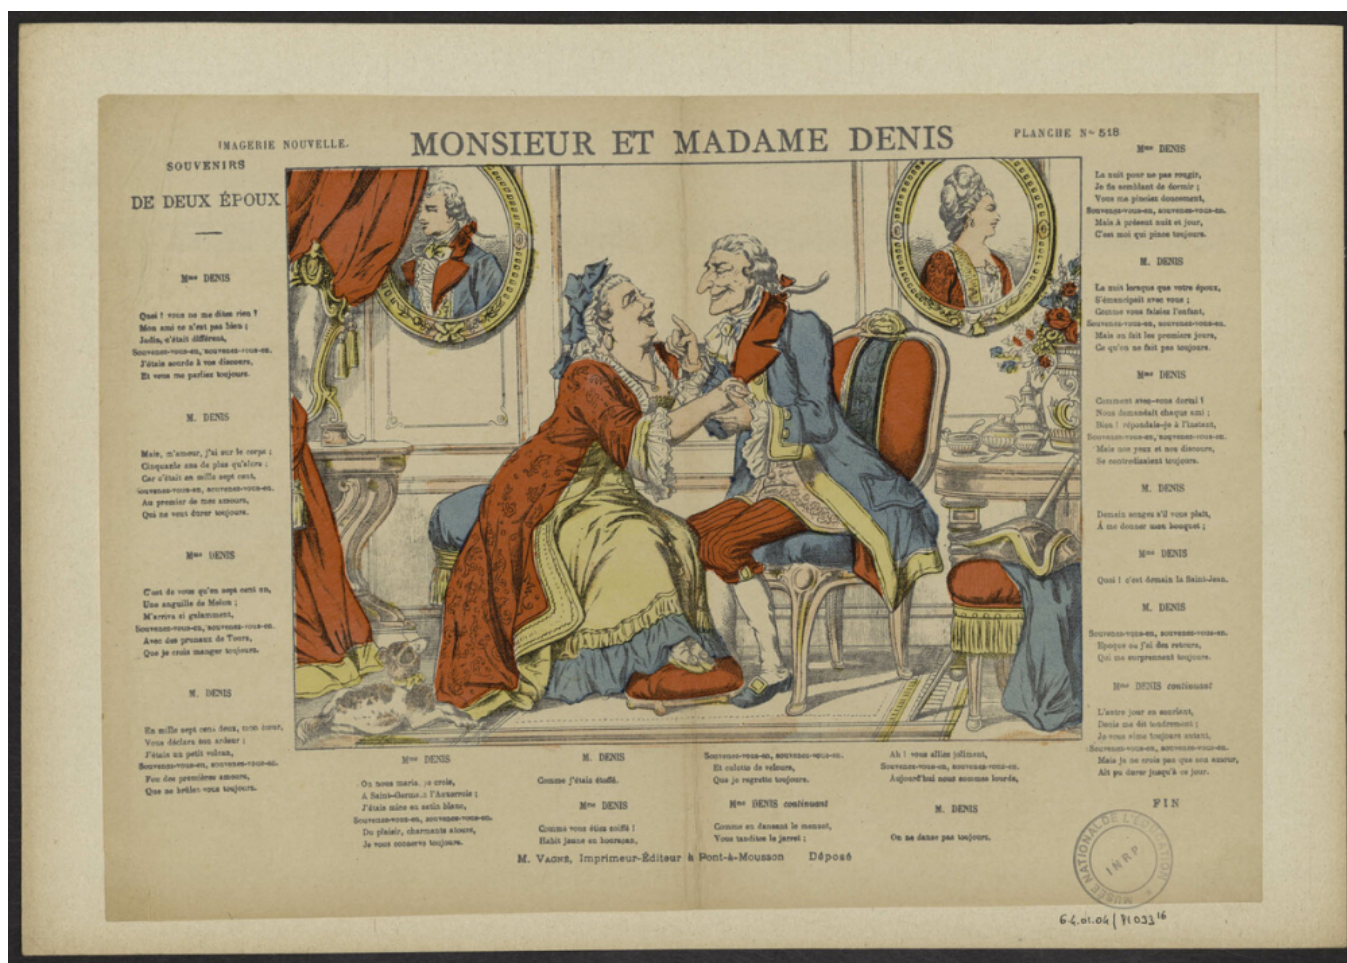 IMAGERIE NOUVELLE.
MONSIEUR ET MADAME DENIS
PLANCHE No 518
SOUVENIRS
DE DEUX ÉPOUX
Mme DENIS
Quoi ! vous ne me dites rien ?
Mon ami ce n'est pas bien ;
Jadis, c'était différent,
Souvenez-vous-en, souvenez-vous-en.
J'étais sourde à vos discours,
Et vous me parliez toujours.
M. DENIS
Mais, m'amour, j'ai sur le corps ;
Cinquante ans de plus qu'alors ;
Car c'était en mille sept cent,
Souvenez-vous-en, souvenez-vous-en.
Au premier de mes amours,
Que ne vont durer toujours.
Mme DENIS
C'est de vous qu'en sept cent un,
Une anguille de Melun ;
M'arriva si galamment,
Souvenez-vous-en, souvenez-vous-en.
Avec des pruneaux de Tours,
Que je crois manger toujours.
M. DENIS
En mille sept cent deux, mon cœur,
Vous déclara son ardeur ;
J'étais un petit volcan,
Souvenez-vous-en, souvenez-vous-en.
Feu des premières amours,
Que ne brûlez-vous toujours.
Mme DENIS
On nous maria, je crois,
A Saint-Germain l'Auxerrois ;
J'étais mise en satin blanc,
Souvenez-vous-en, souvenez-vous-en.
Du plaisir, charmants atours,
Je vous conserve toujours.
M. DENIS
Comme j'étais étoffé.
Mme DENIS
Comme vous étiez coiffé !
Habit jaune en bouracan,
Souvenez-vous-en, souvenez-vous-en.
Et culotte de velours,
Que je regrette toujours.
Mme DENIS continuant
Comme en dansant le menuet,
Vous tendîtes le jarret ;
Ah ! vous alliez joliment,
Souvenez-vous-en, souvenez-vous-en.
Aujourd'hui nous sommes lourds,
M. DENIS
On ne danse pas toujours.
Mme DENIS
La nuit pour ne pas rougir,
Je fis semblant de dormir ;
Vous me pinciez doucement,
Souvenez-vous-en, souvenez-vous-en.
Mais à présent nuit et jour,
C'est moi qui pince toujours.
M. DENIS
La nuit lorsque que votre époux,
S'émancipait avec vous ;
Comme vous faisiez l'enfant,
Souvenez-vous-en, souvenez-vous-en.
Mais on fait les premiers jours,
Ce qu'on ne fait pas toujours.
Mme DENIS
Comment avez-vous dormi ?
Nous demandait chaque ami ;
Bien ! répondais-je à l'instant,
Souvenez-vous-en, souvenez-vous-en.
Mais nos yeux et nos discours,
Se contredisaient toujours.
M. DENIS
Demain songez s'il vous plaît,
À me donner mon bouquet ;
Mme DENIS
Quoi ! c'est demain la Saint-Jean.
M. DENIS
Souvenez-vous-en, souvenez-vous-en.
Epoque où j'ai des retours,
Qui me surprennent toujours.
Mme DENIS continuant
L'autre jour en souriant,
Denis me dit tendrement ;
Je vous aime toujours autant,
Souvenez-vous-en, souvenez-vous-en.
Mais je ne crois pas que son amour,
Ait pu durer jusqu'à ce jour.
FIN
M. VAGNÉ, Imprimeur-Éditeur à Pont-à-Mousson Déposé
MUSÉE NATIONAL DE L'ÉDUCATION
INRP
6.4.01.04 / 91033 16